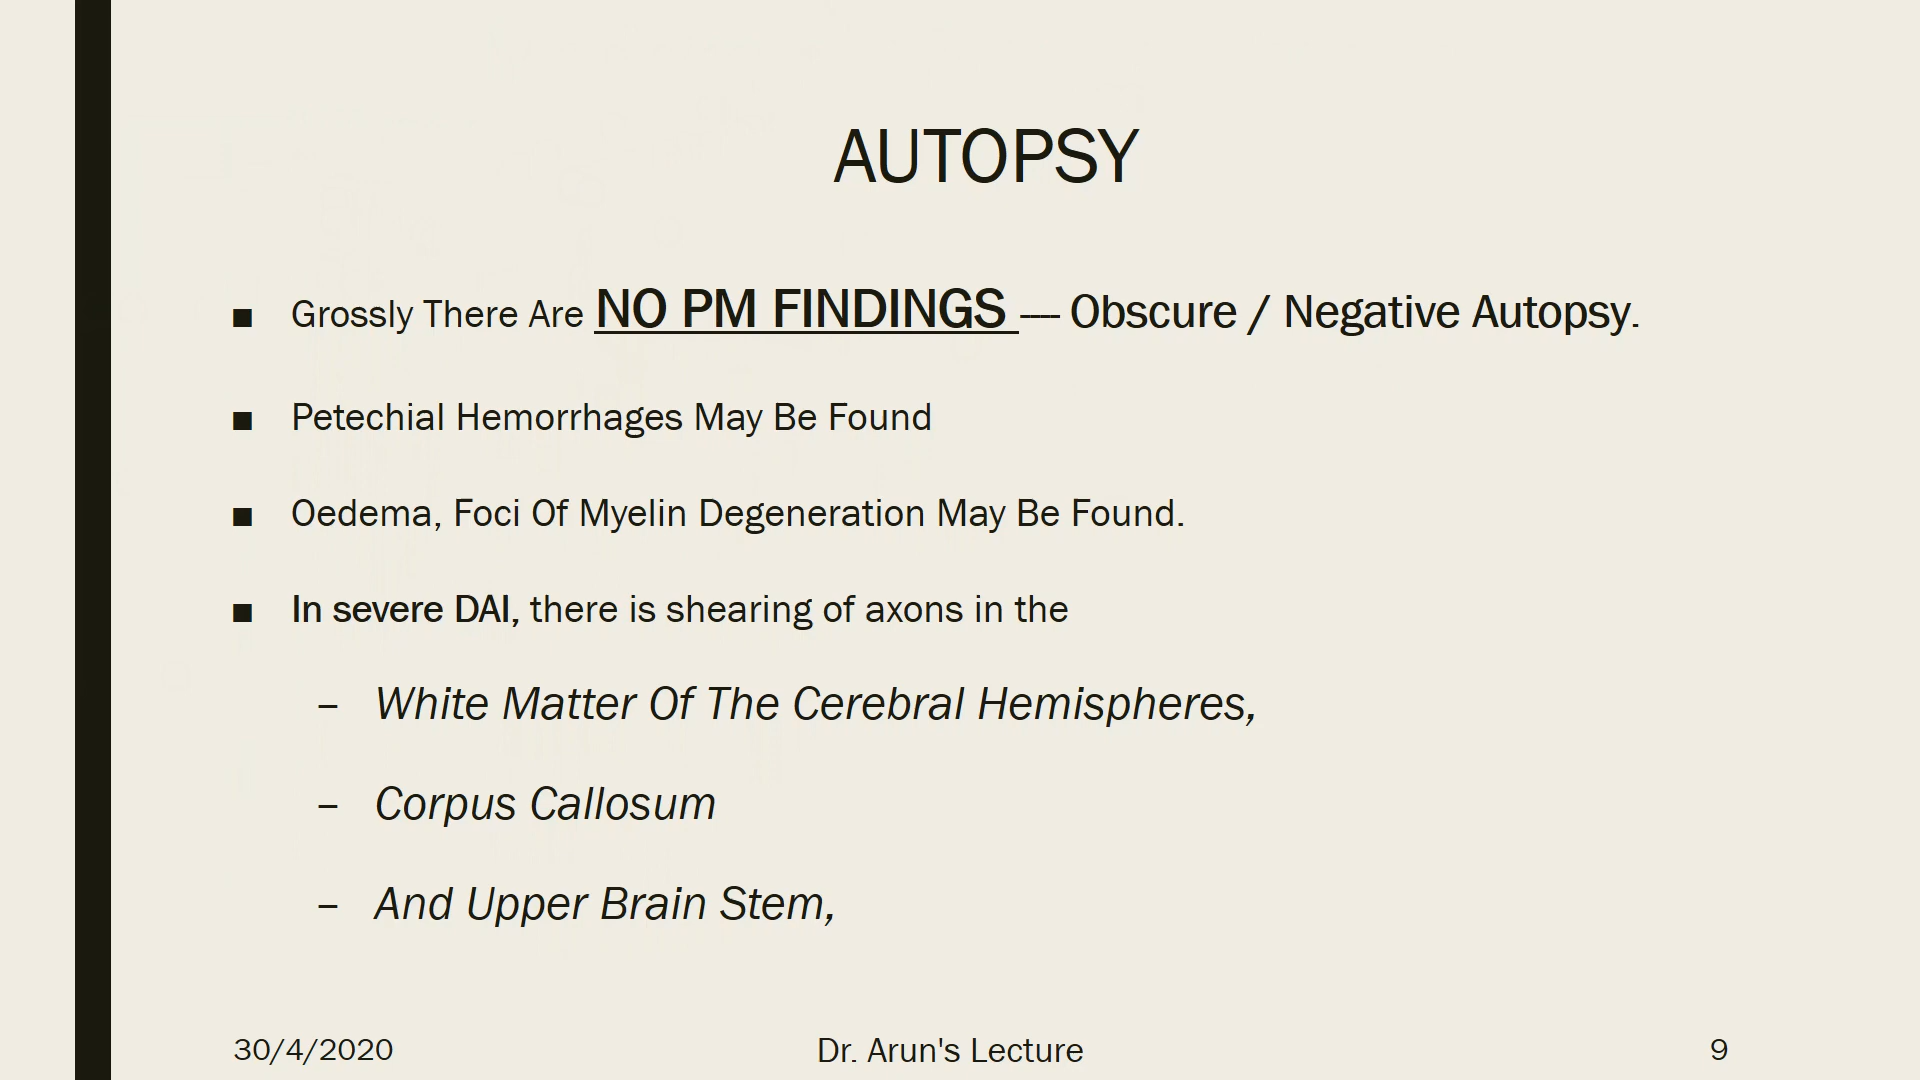 AUTOPSY
■ Grossly There Are NO PM FINDINGS ---- Obscure / Negative Autopsy.
■ Petechial Hemorrhages May Be Found
■ Oedema, Foci Of Myelin Degeneration May Be Found.
■ In severe DAI, there is shearing of axons in the
– White Matter Of The Cerebral Hemispheres,
– Corpus Callosum
– And Upper Brain Stem,
30/4/2020 Dr. Arun's Lecture 9